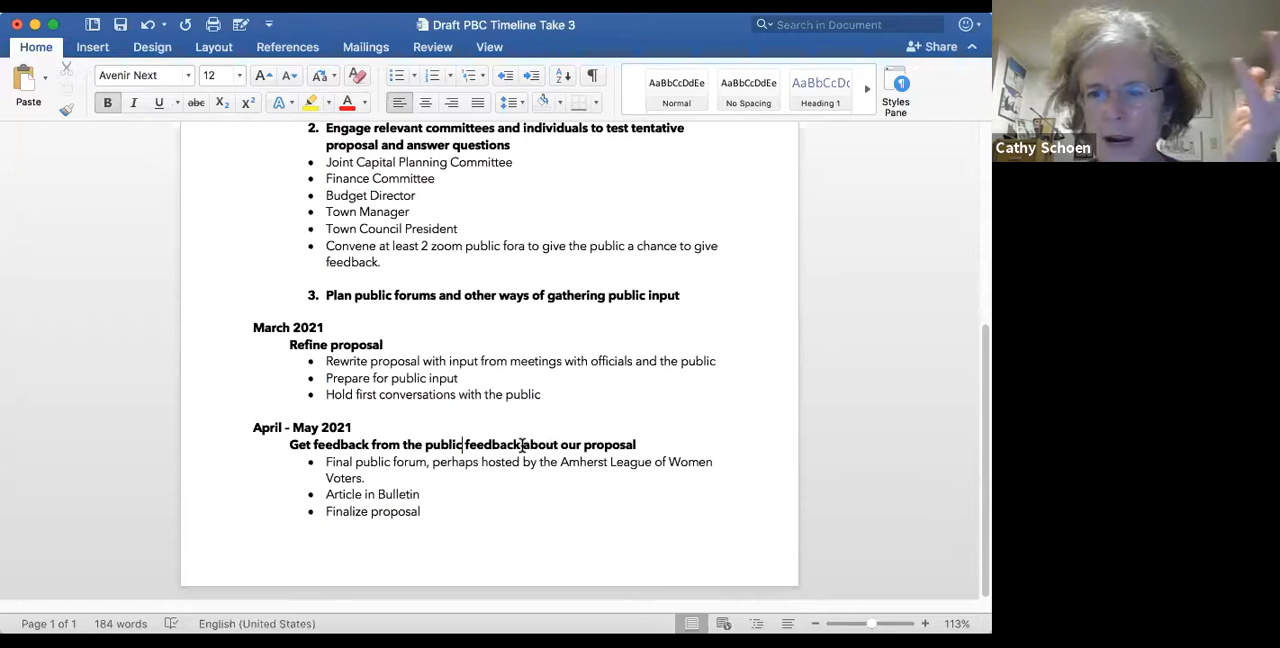 Draft PBC Timeline Take 3
Search in Document
Home Insert Design Layout References Mailings Review View
Share
Paste
Avenir Next 12
AaBbCcDdEe AaBbCcDdEe AaBbCcDc
Normal No Spacing Heading 1
Styles
Pane
2. Engage relevant committees and individuals to test tentative
proposal and answer questions
• Joint Capital Planning Committee
• Finance Committee
• Budget Director
• Town Manager
• Town Council President
• Convene at least 2 zoom public fora to give the public a chance to give
feedback.
3. Plan public forums and other ways of gathering public input
March 2021
Refine proposal
• Rewrite proposal with input from meetings with officials and the public
• Prepare for public input
• Hold first conversations with the public
April – May 2021
Get feedback from the public feedback about our proposal
• Final public forum, perhaps hosted by the Amherst League of Women
Voters.
• Article in Bulletin
• Finalize proposal
Page 1 of 1 184 words English (United States) 113%
Cathy Schoen